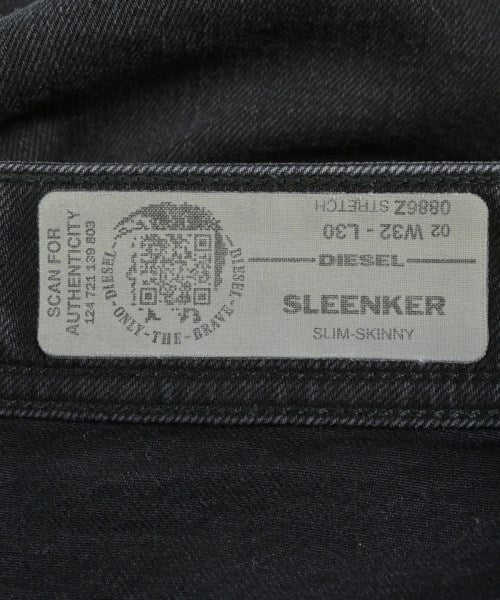 SCAN FOR
AUTHENTICITY
124 721 139 803
DIESEL
ONLY-THE-BRAVE
DIESEL
0886Z STRETCH
02 W32 - L30
DIESEL
SLEENKER
SLIM-SKINNY